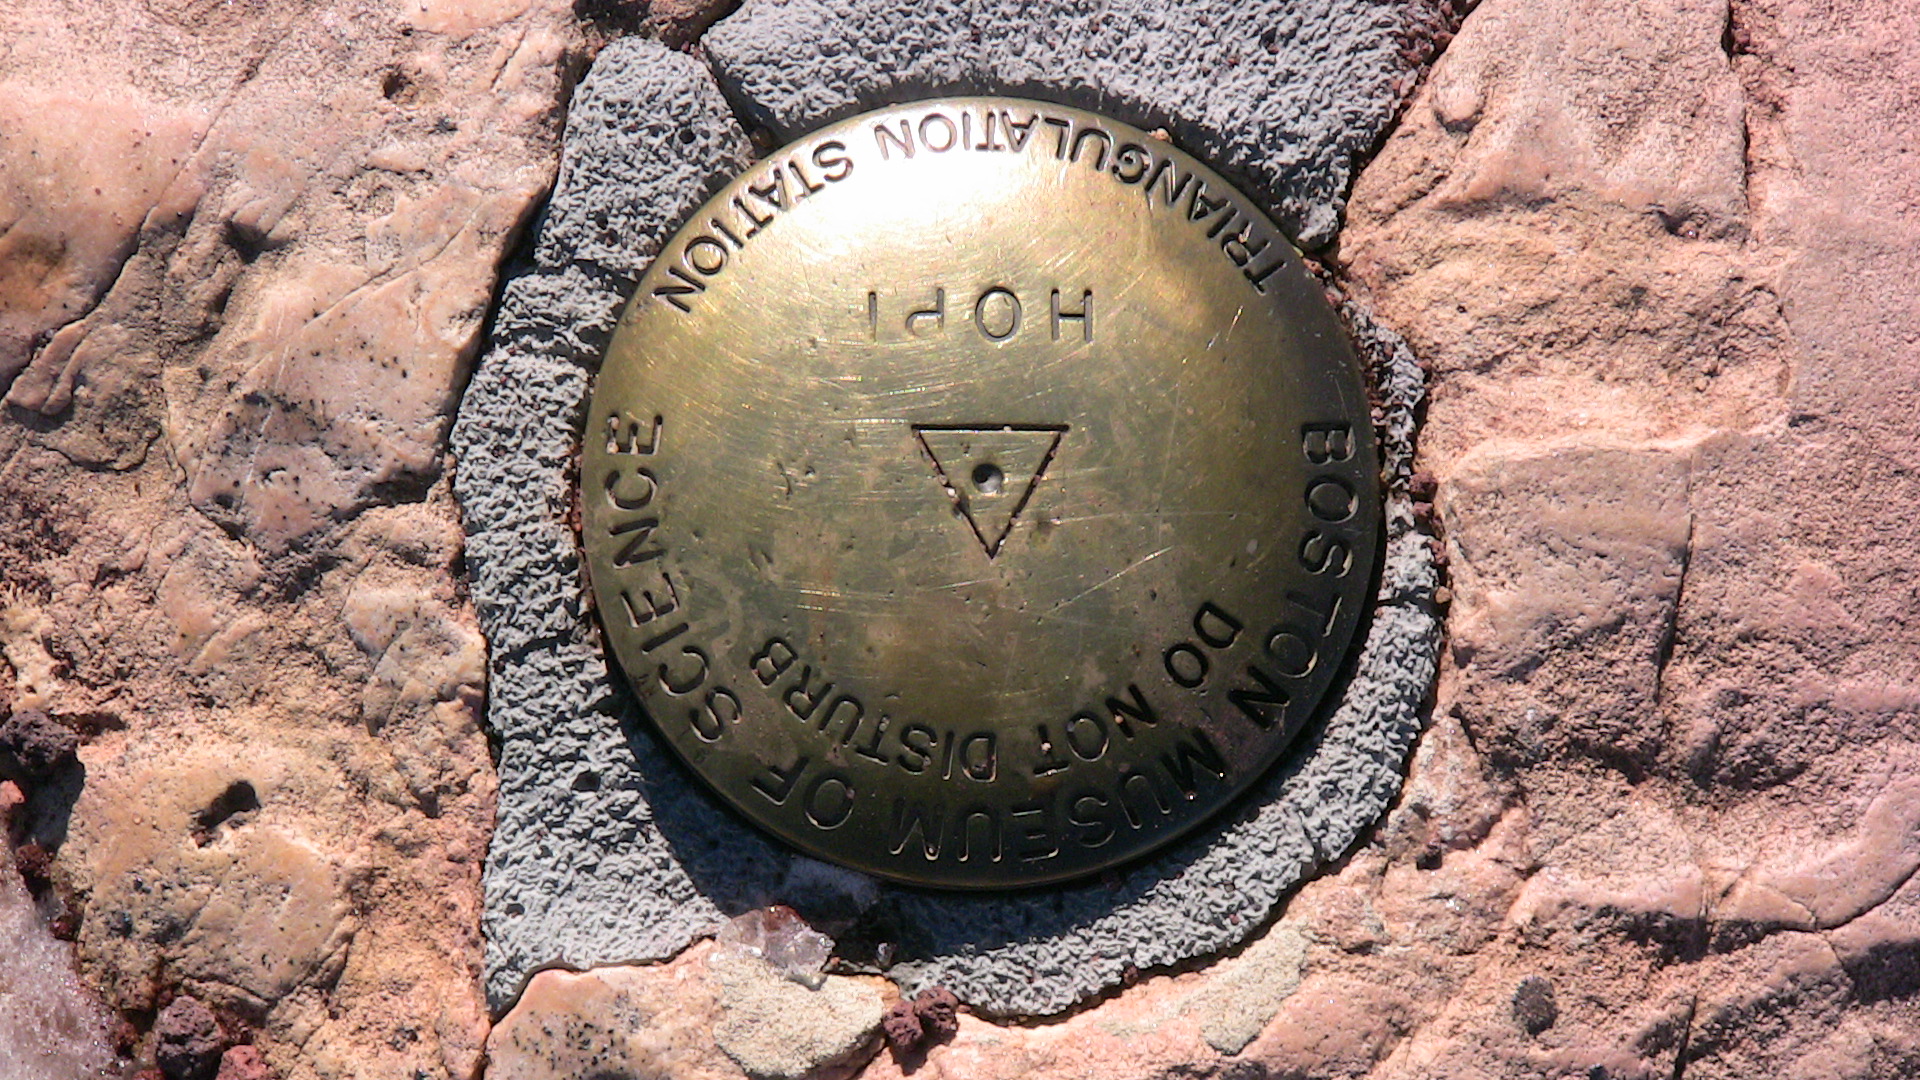 BOSTON MUSEUM OF SCIENCE
DO NOT DISTURB
HOPI
TRIANGULATION STATION